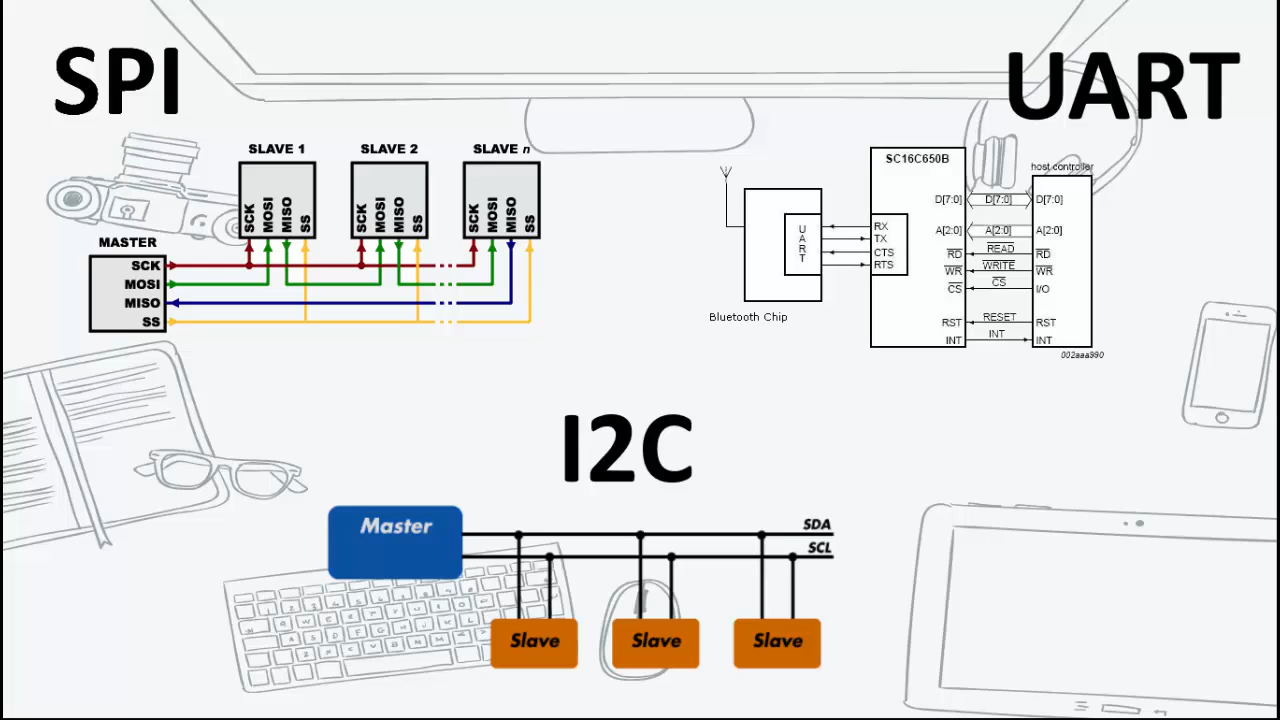 SPI
UART
SLAVE 1
SLAVE 2
SLAVE n
SCK
MOSI
MISO
SS
SCK
MOSI
MISO
SS
SCK
MOSI
MISO
SS
MASTER
SCK
MOSI
MISO
SS
SC16C650B
host controller
UART
Bluetooth Chip
RX
TX
CTS
RTS
D[7:0]
D[7:0]
D[7:0]
A[2:0]
A[2:0]
A[2:0]
RD
READ
RD
WR
WRITE
WR
CS
CS
I/O
RST
RESET
RST
INT
INT
INT
002aaa990
I2C
Master
SDA
SCL
Slave
Slave
Slave